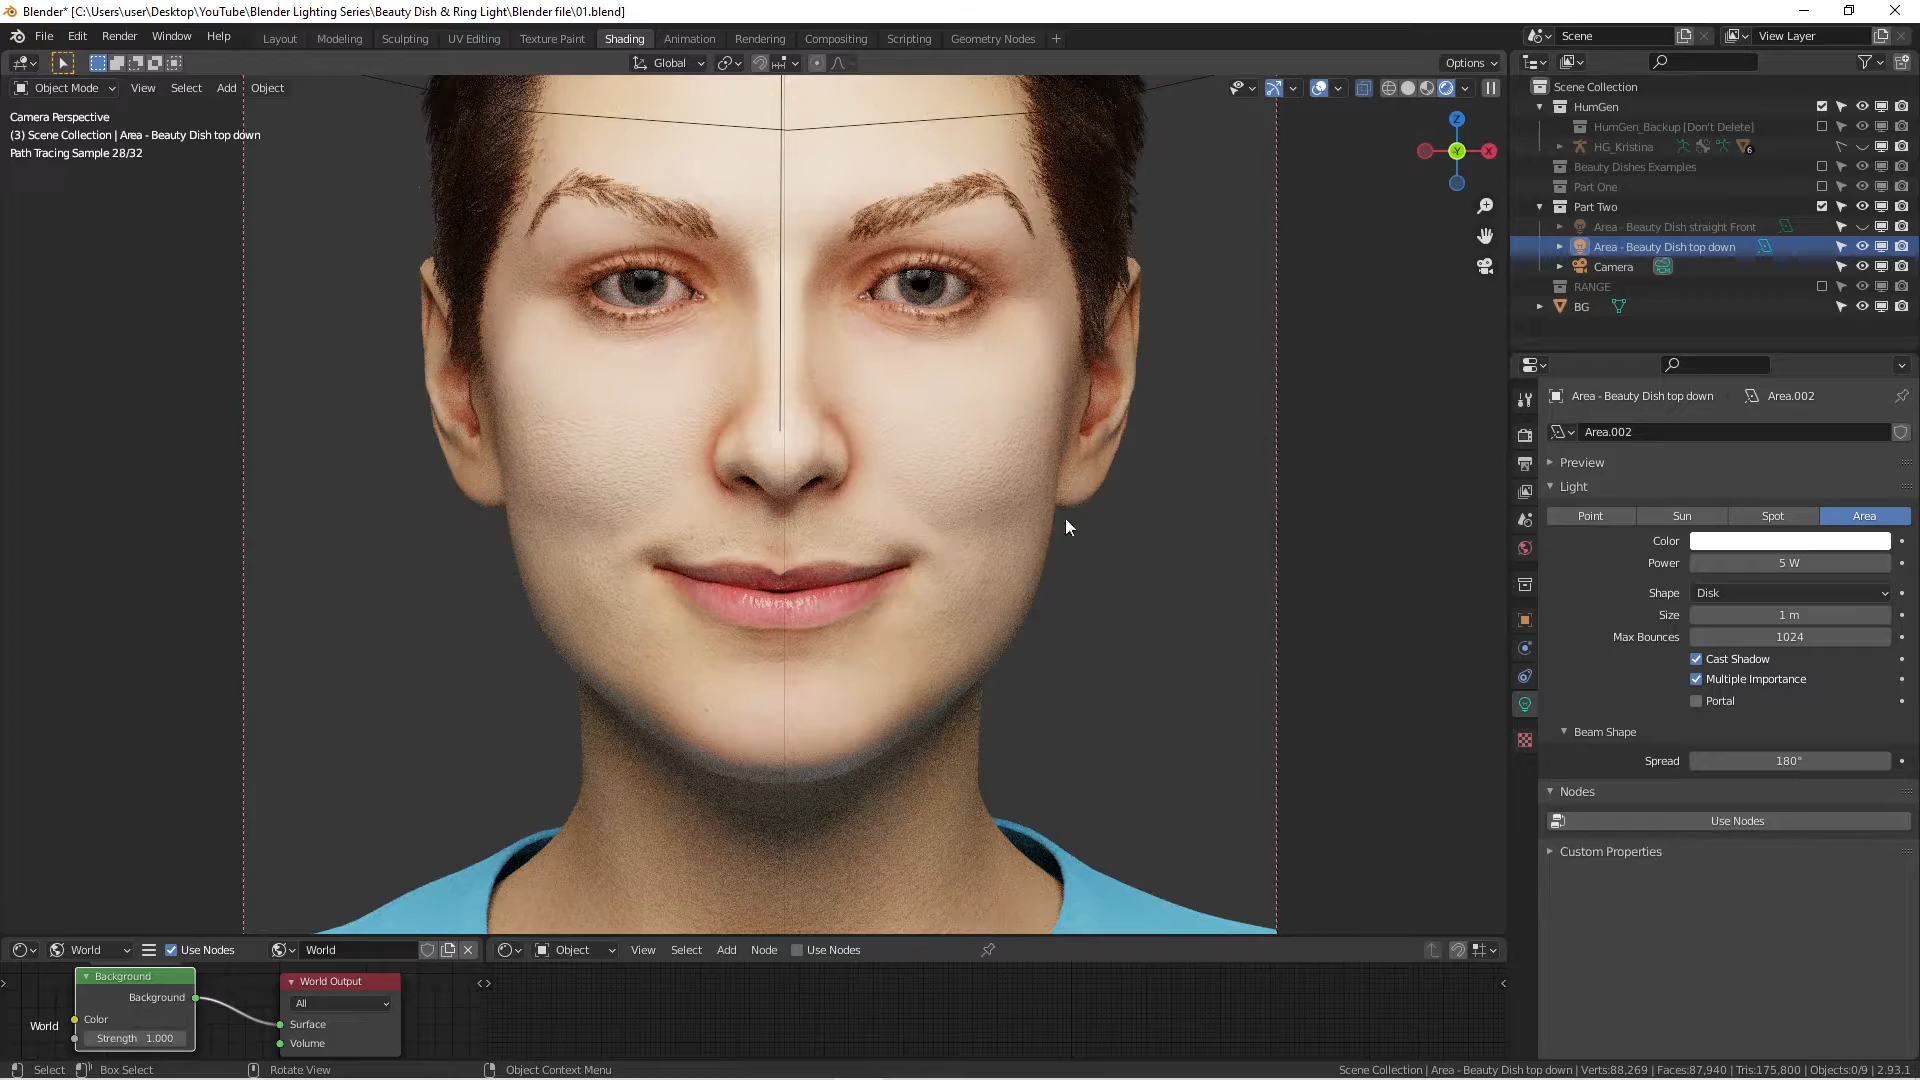 Blender* [C:\Users\user\Desktop\YouTube\Blender Lighting Series\Beauty Dish & Ring Light\Blender file\01.blend]
File Edit Render Window Help Layout Modeling Sculpting UV Editing Texture Paint Shading Animation Rendering Compositing Scripting Geometry Nodes + Scene View Layer
Global Options
Object Mode View Select Add Object
Camera Perspective
(3) Scene Collection | Area - Beauty Dish top down
Path Tracing Sample 28/32
Z
Y
X
Scene Collection
HumGen
HumGen_Backup [Don't Delete]
HG_Kristina 6
Beauty Dishes Examples
Part One
Part Two
Area - Beauty Dish straight Front
Area - Beauty Dish top down
Camera
RANGE
BG
Area - Beauty Dish top down Area.002
Area.002
Preview
Light
Point Sun Spot Area
Color
Power 5 W
Shape Disk
Size 1 m
Max Bounces 1024
Cast Shadow
Multiple Importance
Portal
Beam Shape
Spread 180°
Nodes
Use Nodes
Custom Properties
World Use Nodes World
Object View Select Add Node Use Nodes
Background
Background
Color
Strength 1.000
World
World Output
All
Surface
Volume
Select Box Select Rotate View Object Context Menu
Scene Collection | Area - Beauty Dish top down | Verts:88,269 | Faces:87,940 | Tris:175,800 | Objects:0/9 | 2.93.1